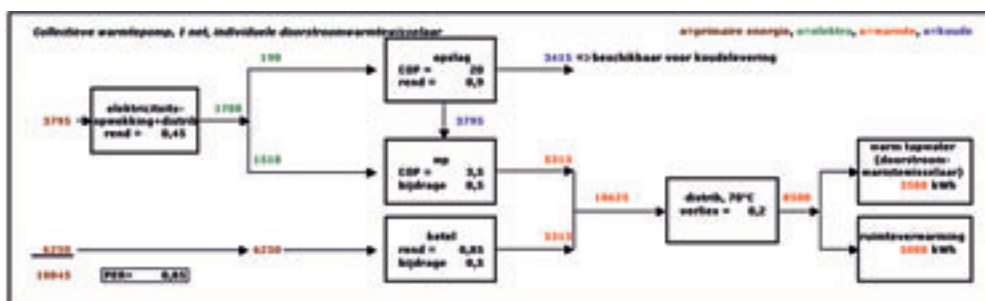 Collectieve warmtepomp, 1 net, individuele doorstroomwarmtewisselaar
=primaire energie, =elektro, =warmte, =koude
190
opslag
COP = 20
rend = 0,9
3415 <=> beschikbaar voor koudelevering
3795
elektriciteits-
opwekking+distrib
rend = 0,45
1708
3795
1518
wp
COP = 3,5
bijdrage 0,5
5313
10625
distrib, 70°C
verlies = 0,2
8500
warm tapwater
(doorstroom-
warmtewisselaar)
3500 kWh
6250
6250
ketel
rend = 0,85
bijdrage 0,5
5313
ruimteverwarming
5000 kWh
10045
PER= 0,85